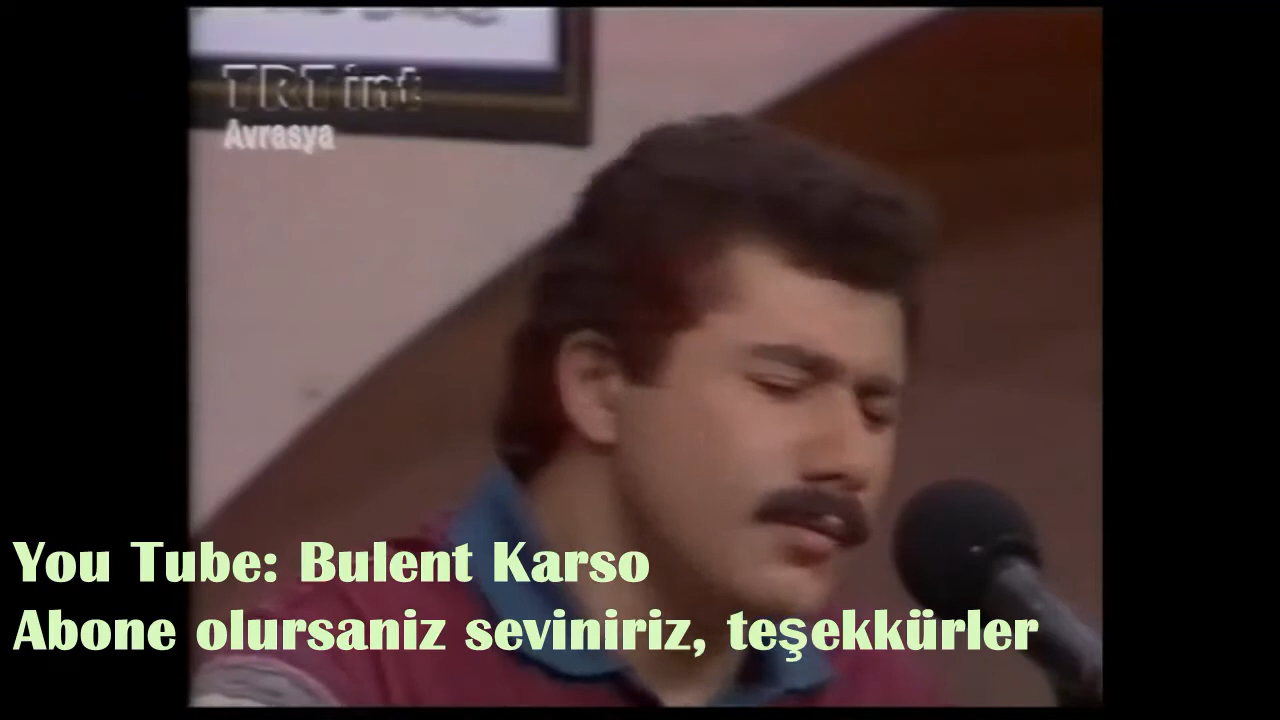 TRT int
Avrasya
You Tube: Bulent Karso
Abone olursaniz seviniriz, teşekkürler